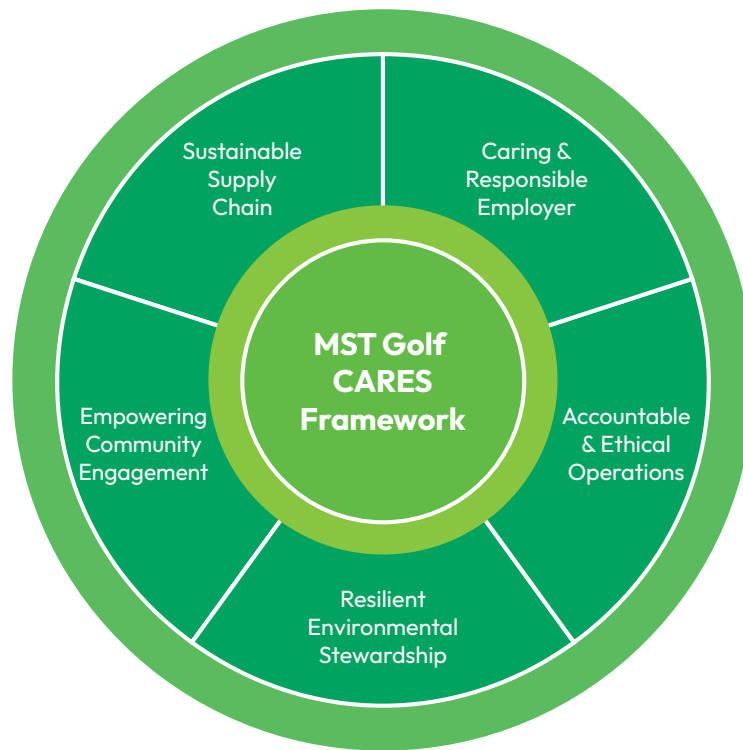 Sustainable
Supply
Chain
Caring &
Responsible
Employer
MST Golf
CARES
Framework
Empowering
Community
Engagement
Accountable
& Ethical
Operations
Resilient
Environmental
Stewardship